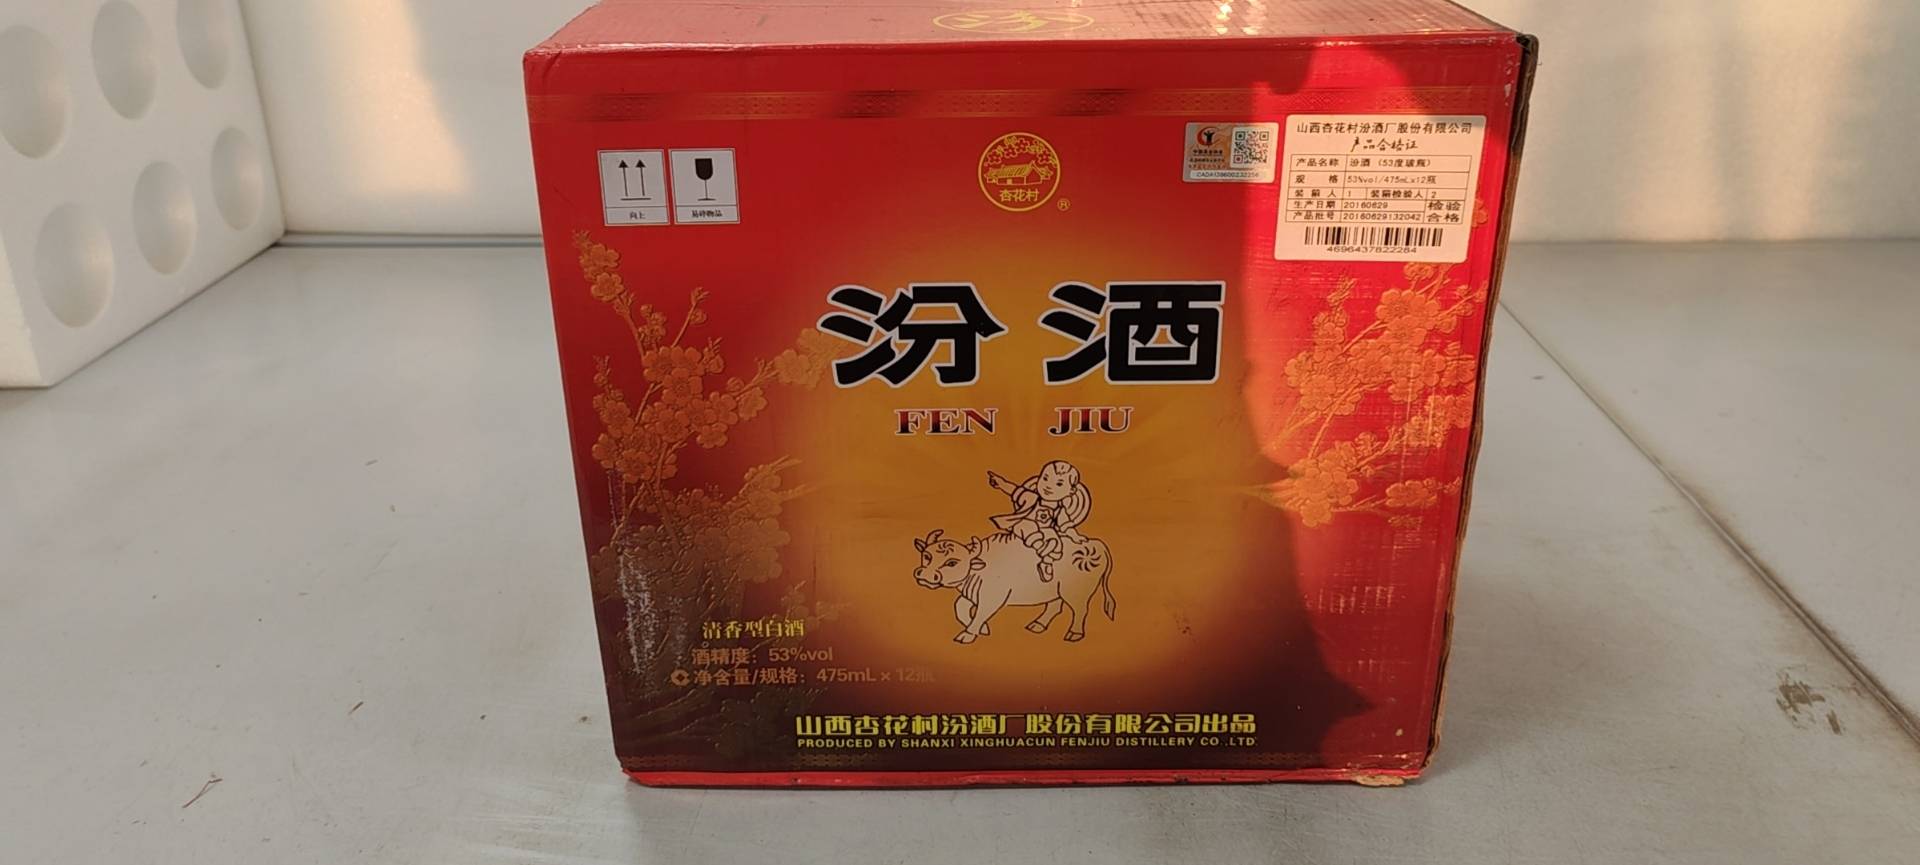 向上
易碎物品
杏花村
®
CADA139600232256
山西杏花村汾酒厂股份有限公司
产品合格证
产品名称 汾酒（53度玻瓶）
规 格 53%vol/475mLx12瓶
装箱人 1 装箱检验人 2
生产日期 20160629 检验
产品批号 20160629132042 合格
4696437822284
汾酒
FEN JIU
清香型白酒
酒精度：53%vol
净含量/规格：475mL×12瓶
山西杏花村汾酒厂股份有限公司出品
PRODUCED BY SHANXI XINGHUACUN FENJIU DISTILLERY CO.,LTD.